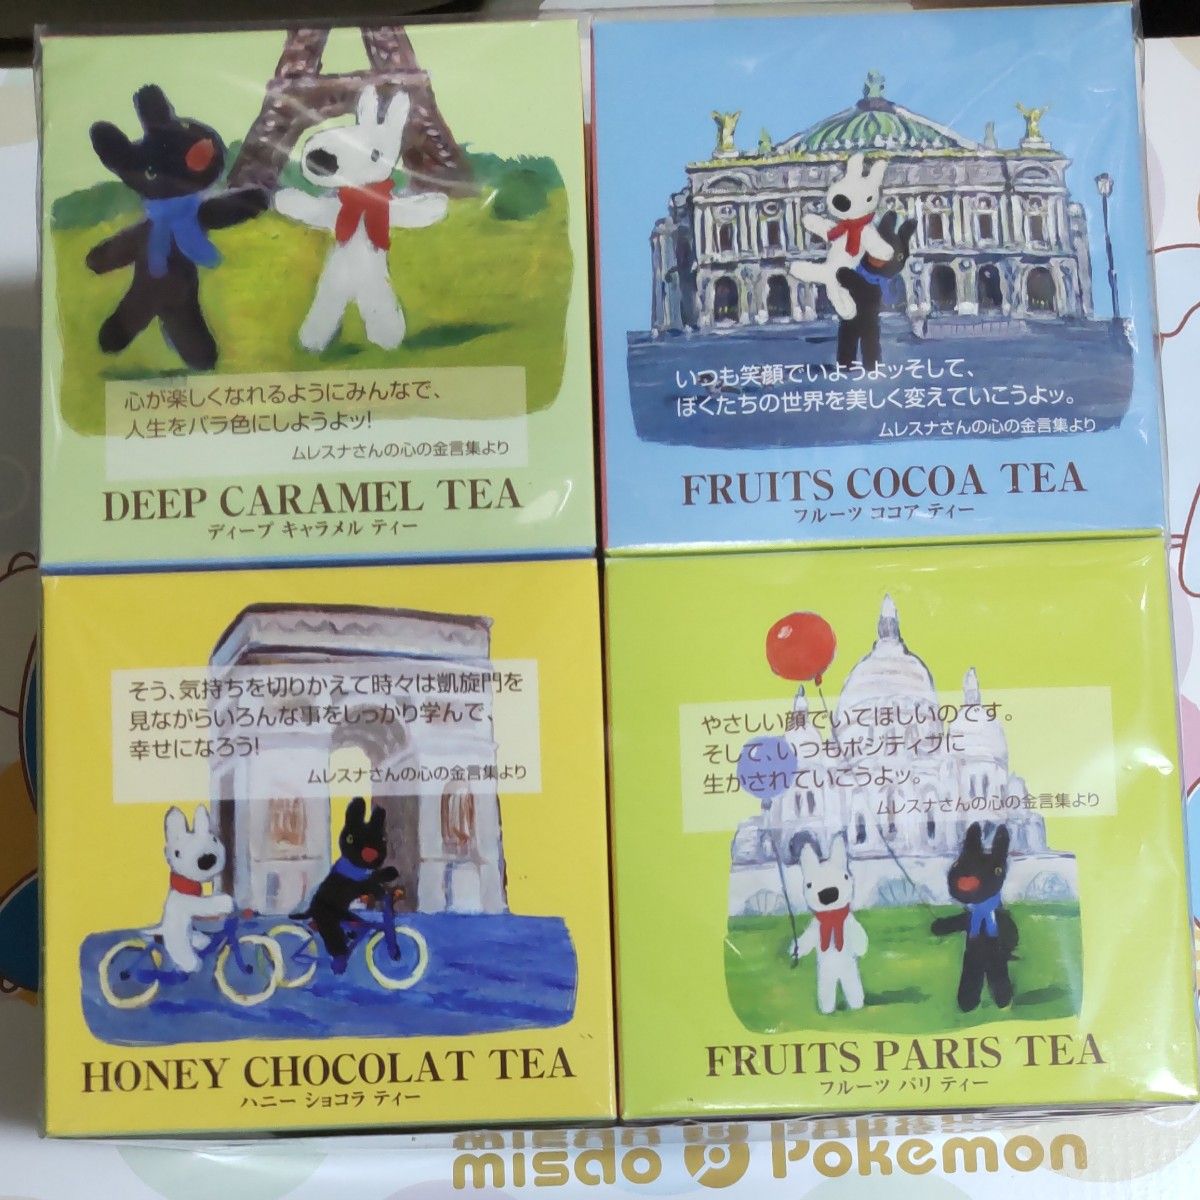 心が楽しくなれるようにみんなで、
人生をバラ色にしようよッ!
ムレスナさんの心の金言集より
DEEP CARAMEL TEA
ディープ キャラメル ティー
いつも笑顔でいようよッそして、
ぼくたちの世界を美しく変えていこうよッ。
ムレスナさんの心の金言集より
FRUITS COCOA TEA
フルーツ ココア ティー
そう、気持ちを切りかえて時々は凱旋門を
見ながらいろんな事をしっかり学んで、
幸せになろう!
ムレスナさんの心の金言集より
HONEY CHOCOLAT TEA
ハニー ショコラ ティー
やさしい顔でいてほしいのです。
そして、いつもポジティブに
生かされていこうよッ。
ムレスナさんの心の金言集より
FRUITS PARIS TEA
フルーツ パリ ティー
misdo Pokémon